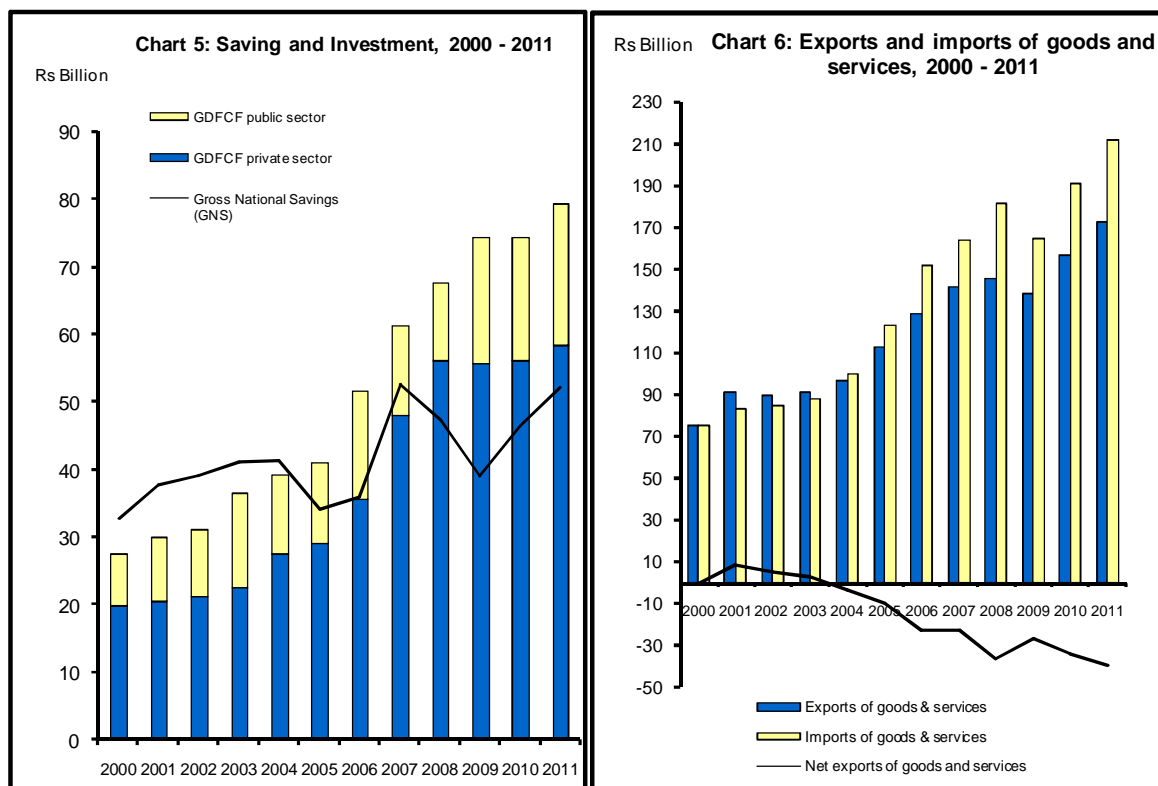 Chart 5: Saving and Investment, 2000 - 2011
Rs Billion
GDFCF public sector
GDFCF private sector
Gross National Savings
(GNS)
90
80
70
60
50
40
30
20
10
0
2000 2001 2002 2003 2004 2005 2006 2007 2008 2009 2010 2011
Rs Billion
Chart 6: Exports and imports of goods and
services, 2000 - 2011
230
210
190
170
150
130
110
90
70
50
30
10
-10
-30
-50
2000 2001 2002 2003 2004 2005 2006 2007 2008 2009 2010 2011
Exports of goods & services
Imports of goods & services
Net exports of goods and services